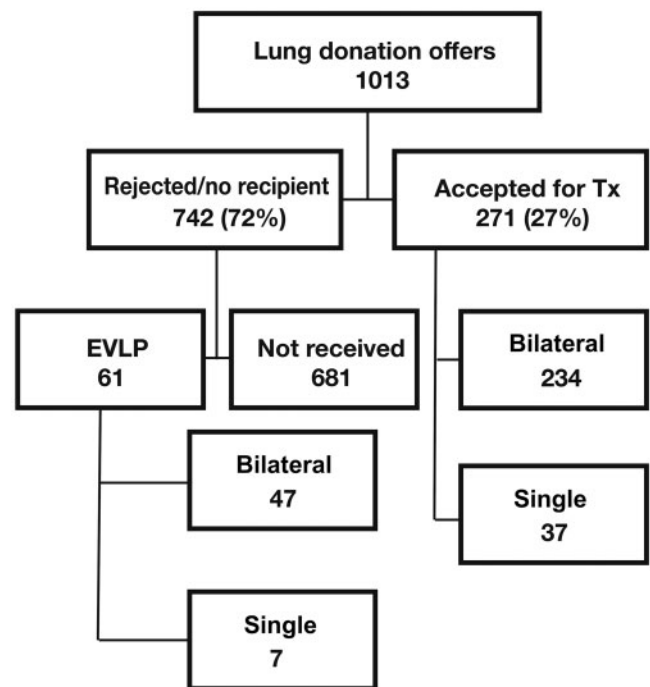 Lung donation offers
1013
Rejected/no recipient
742 (72%)
Accepted for Tx
271 (27%)
EVLP
61
Not received
681
Bilateral
234
Bilateral
47
Single
37
Single
7